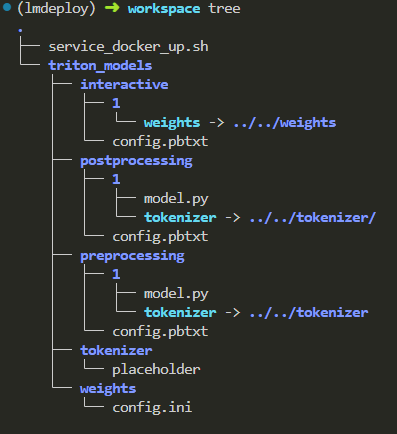 (lmdeploy) ➜ workspace tree
.
├── service_docker_up.sh
└── triton_models
    ├── interactive
    │   ├── 1
    │   │   └── weights -> ../../weights
    │   └── config.pbtxt
    ├── postprocessing
    │   ├── 1
    │   │   ├── model.py
    │   │   └── tokenizer -> ../../tokenizer/
    │   └── config.pbtxt
    ├── preprocessing
    │   ├── 1
    │   │   ├── model.py
    │   │   └── tokenizer -> ../../tokenizer
    │   └── config.pbtxt
    ├── tokenizer
    │   └── placeholder
    └── weights
        └── config.ini